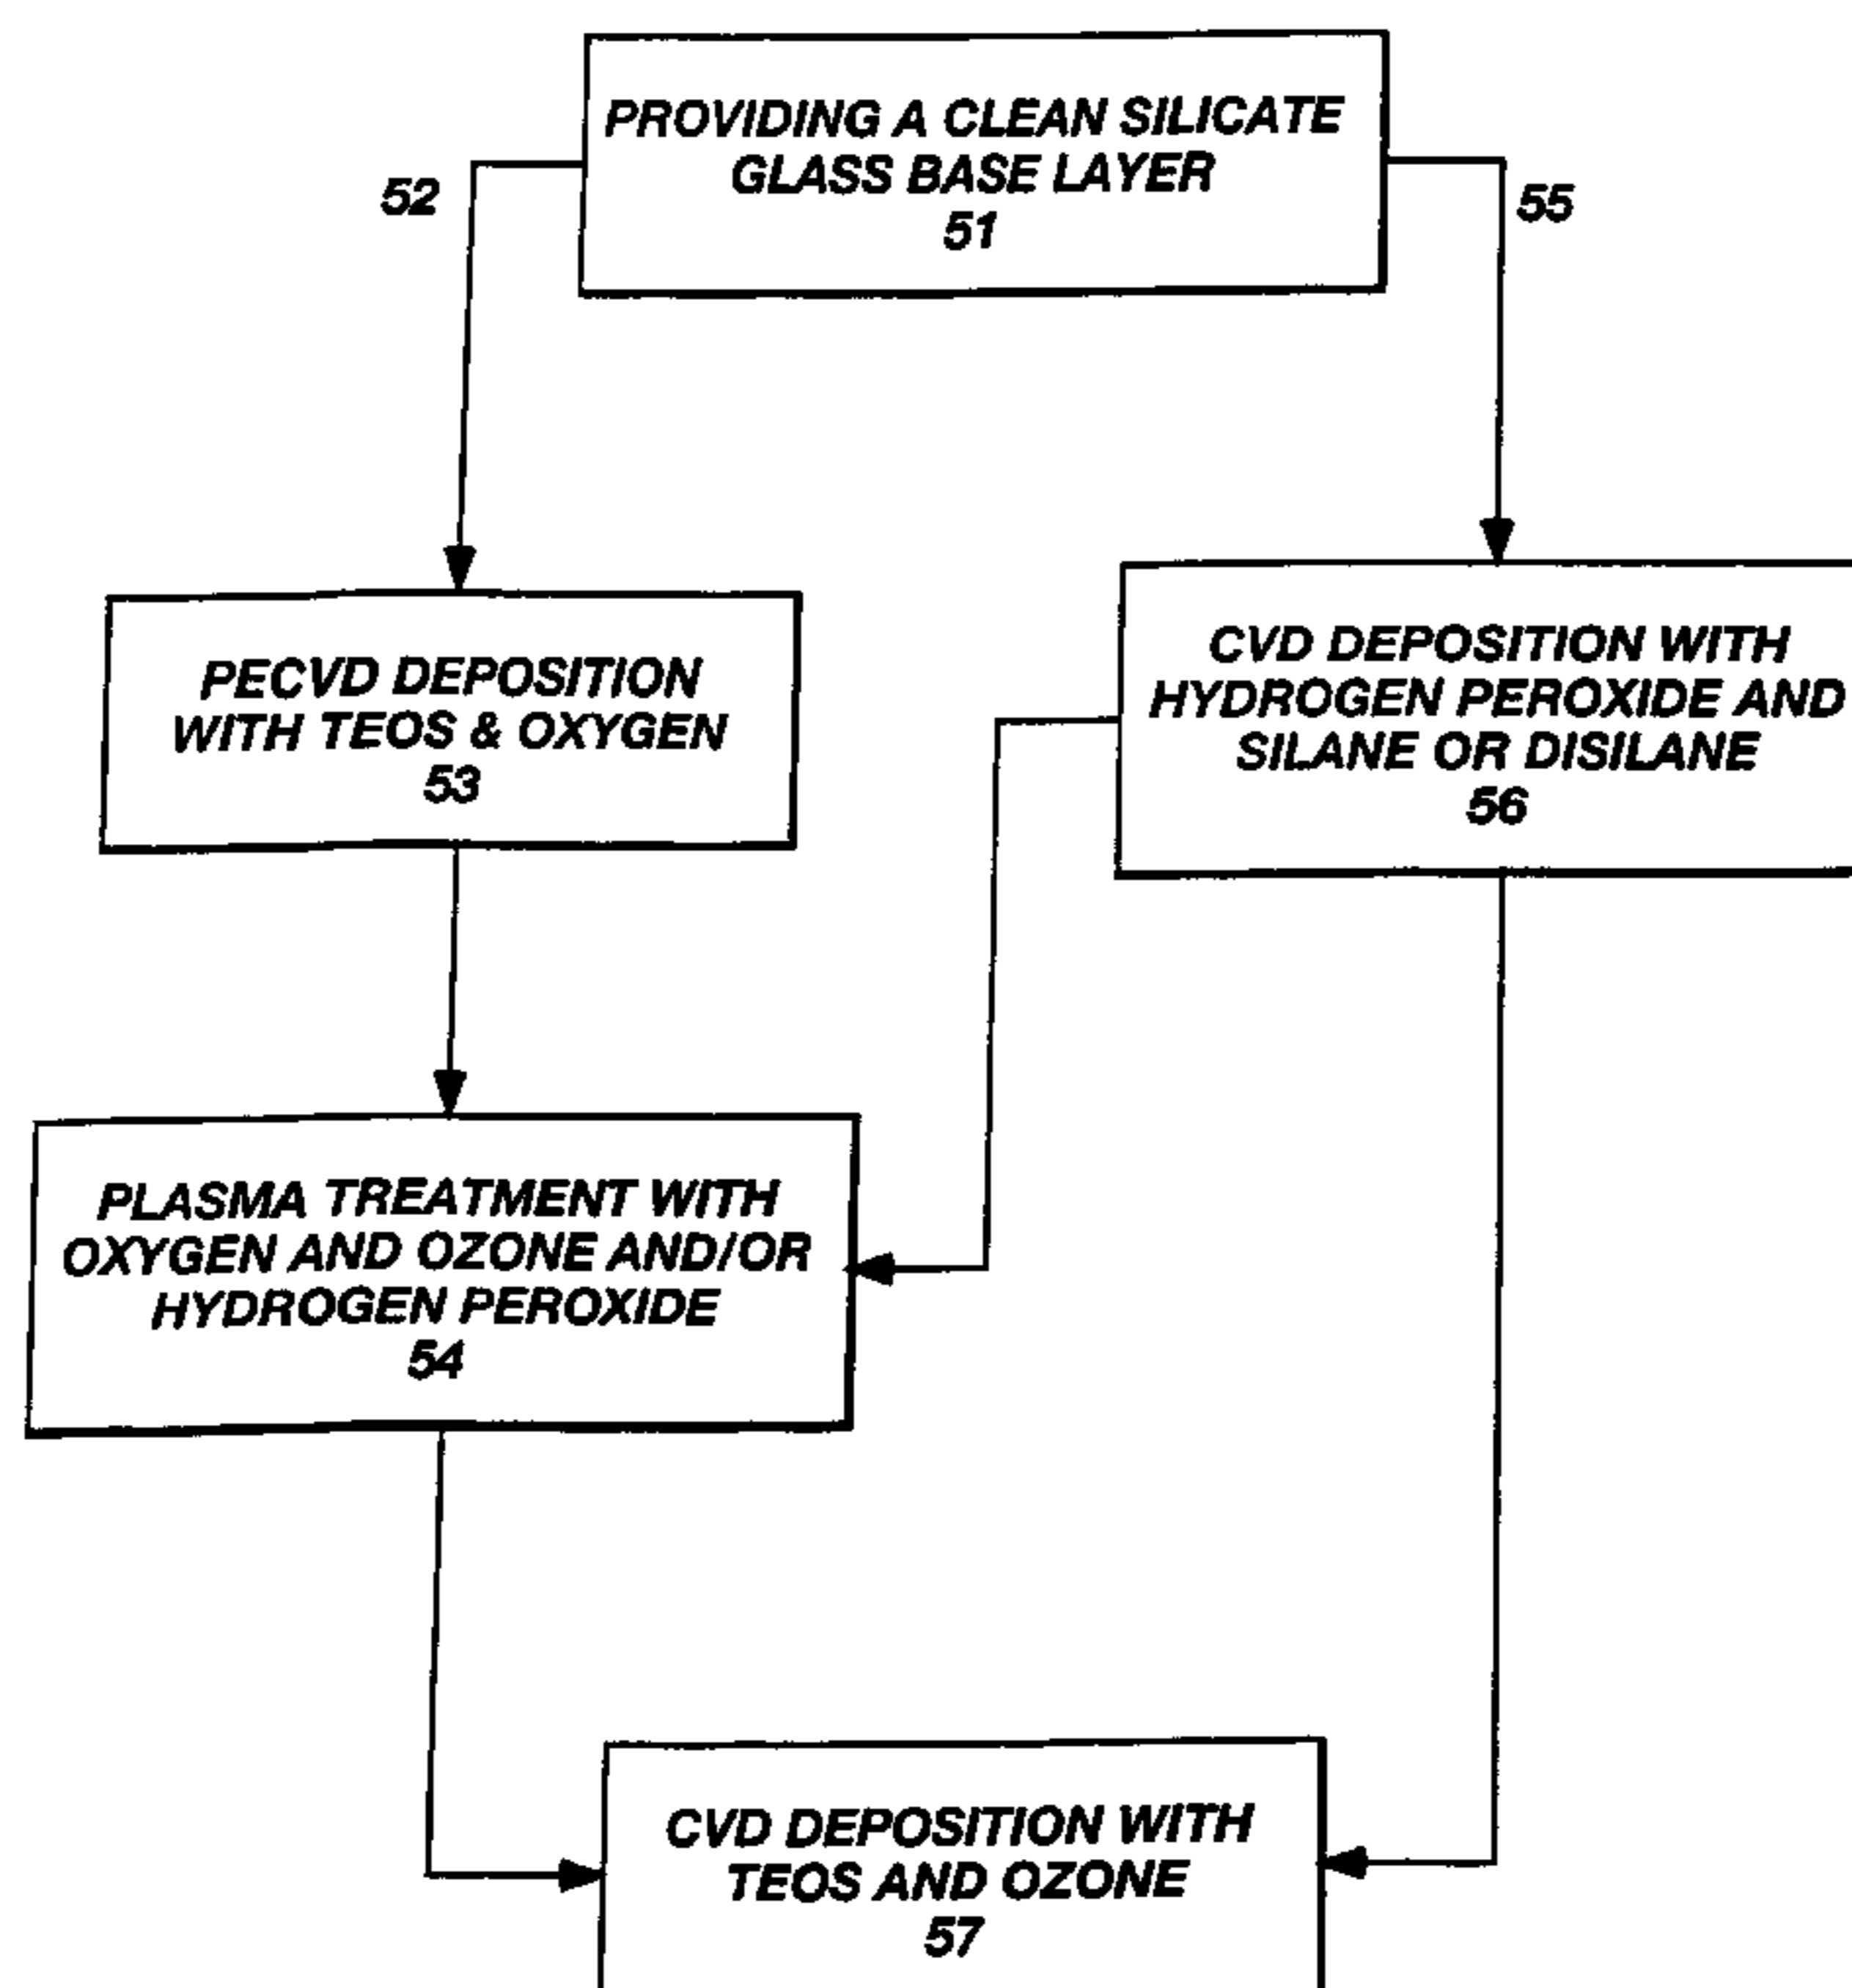 PROVIDING A CLEAN SILICATE
GLASS BASE LAYER
51
52
55
PECVD DEPOSITION
WITH TEOS & OXYGEN
53
CVD DEPOSITION WITH
HYDROGEN PEROXIDE AND
SILANE OR DISILANE
56
PLASMA TREATMENT WITH
OXYGEN AND OZONE AND/OR
HYDROGEN PEROXIDE
54
CVD DEPOSITION WITH
TEOS AND OZONE
57